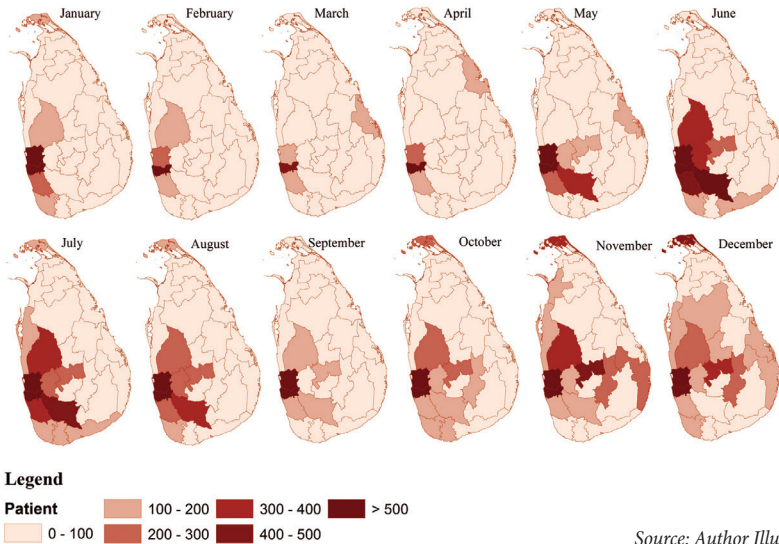 January February March April May June
July August September October November December
Legend
Patient 100 - 200 300 - 400 > 500
0 - 100 200 - 300 400 - 500
Source: Author Illu